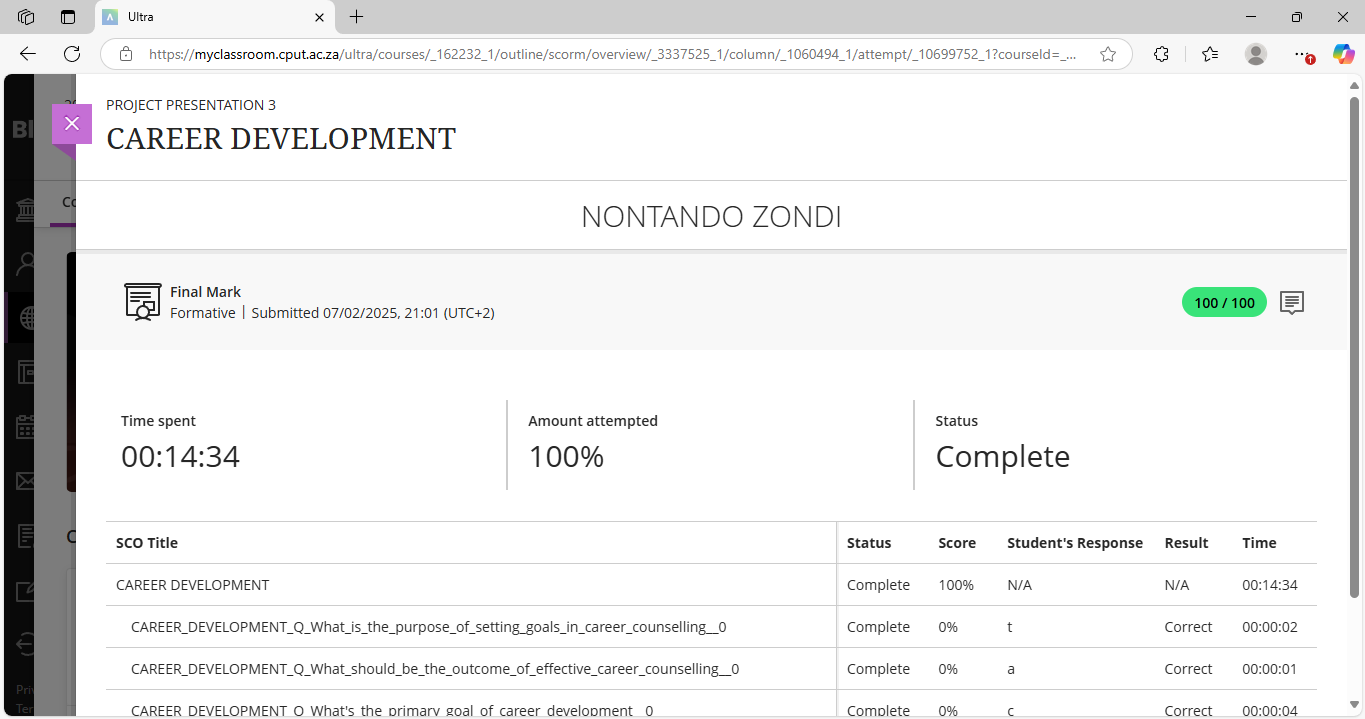 Ultra
https://myclassroom.cput.ac.za/ultra/courses/_162232_1/outline/scorm/overview/_3337525_1/column/_1060494_1/attempt/_10699752_1?courseId=_...
PROJECT PRESENTATION 3
CAREER DEVELOPMENT
NONTANDO ZONDI
Final Mark
Formative | Submitted 07/02/2025, 21:01 (UTC+2)
100 / 100
Time spent
00:14:34
Amount attempted
100%
Status
Complete
SCO Title Status Score Student's Response Result Time
CAREER DEVELOPMENT Complete 100% N/A N/A 00:14:34
CAREER_DEVELOPMENT_Q_What_is_the_purpose_of_setting_goals_in_career_counselling__0 Complete 0% t Correct 00:00:02
CAREER_DEVELOPMENT_Q_What_should_be_the_outcome_of_effective_career_counselling__0 Complete 0% a Correct 00:00:01
CAREER_DEVELOPMENT_Q_What's_the_primary_goal_of_career_development__0 Complete 0% c Correct 00:00:04